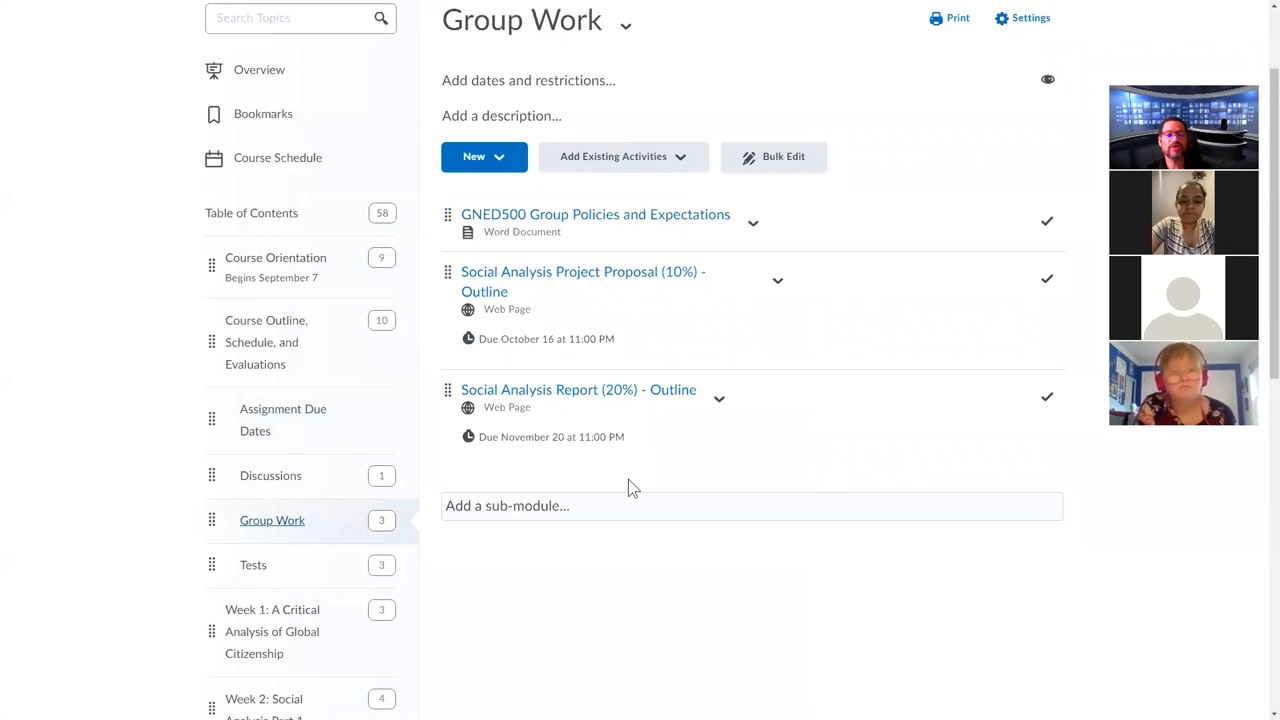 Search Topics
Overview
Bookmarks
Course Schedule
Table of Contents 58
Course Orientation 9
Begins September 7
Course Outline, 10
Schedule, and
Evaluations
Assignment Due
Dates
Discussions 1
Group Work 3
Tests 3
Week 1: A Critical 3
Analysis of Global
Citizenship
Week 2: Social 4
Analysis Part 1
Group Work
Print
Settings
Add dates and restrictions...
Add a description...
New
Add Existing Activities
Bulk Edit
GNED500 Group Policies and Expectations
Word Document
Social Analysis Project Proposal (10%) -
Outline
Web Page
Due October 16 at 11:00 PM
Social Analysis Report (20%) - Outline
Web Page
Due November 20 at 11:00 PM
Add a sub-module...